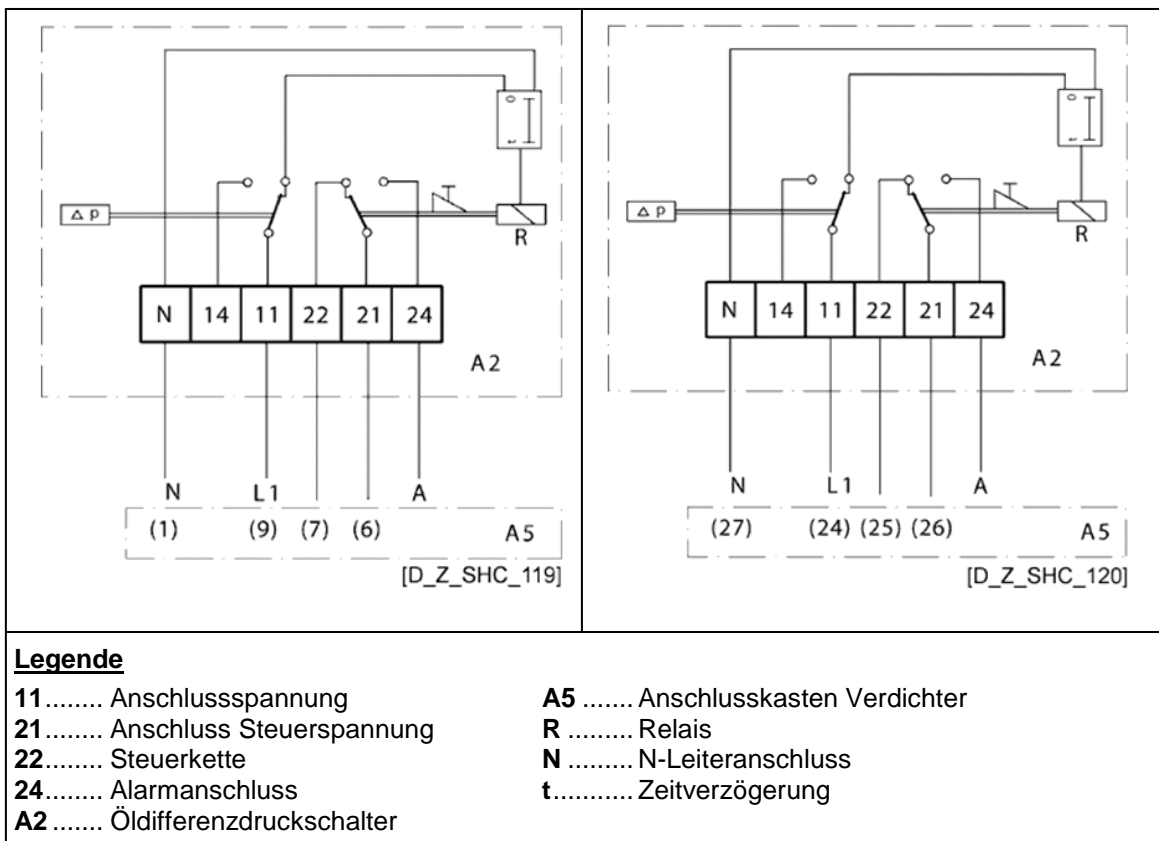 Δ p
0
t
R
N 14 11 22 21 24
A2
N L1 A
(1) (9) (7) (6) A5
[D_Z_SHC_119]
Δ p
0
t
R
N 14 11 22 21 24
A2
N L1 A
(27) (24) (25) (26) A5
[D_Z_SHC_120]
Legende
11........ Anschlussspannung
21........ Anschluss Steuerspannung
22........ Steuerkette
24........ Alarmanschluss
A2 ....... Öldifferenzdruckschalter
A5 ....... Anschlusskasten Verdichter
R ......... Relais
N ......... N-Leiteranschluss
t........... Zeitverzögerung